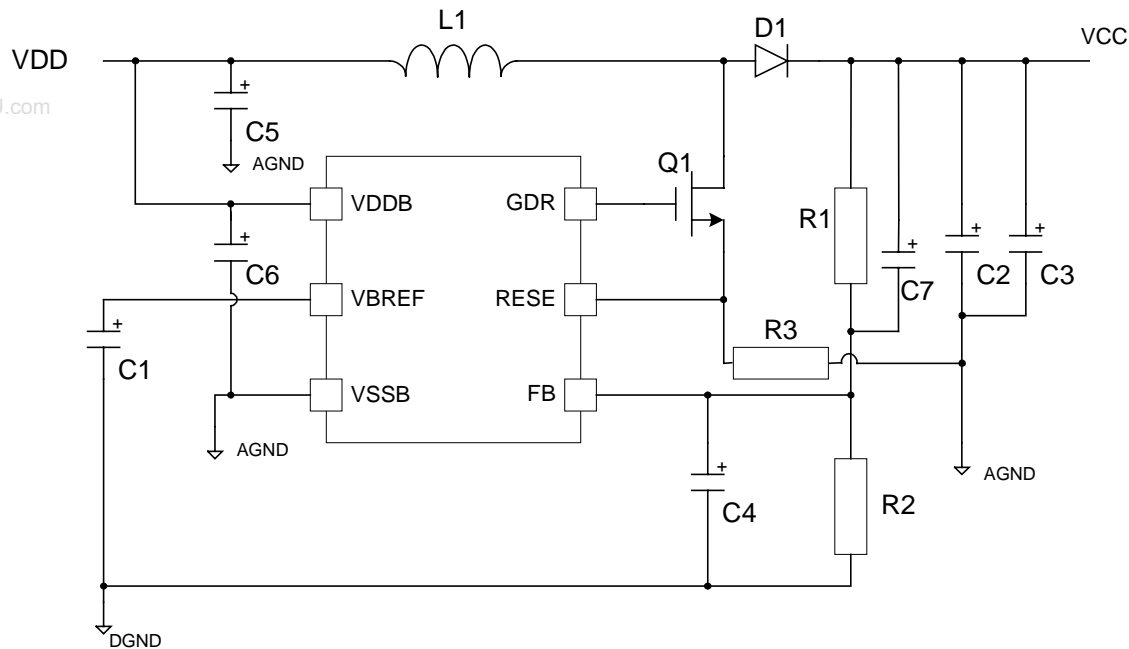 L1
D1
VCC
VDD
J.com
C5
AGND
Q1
VDDB
GDR
R1
C6
C7
C2
C3
VBREF
RESE
R3
C1
VSSB
FB
AGND
AGND
C4
R2
DGND
+
+
+
+
+
+
+